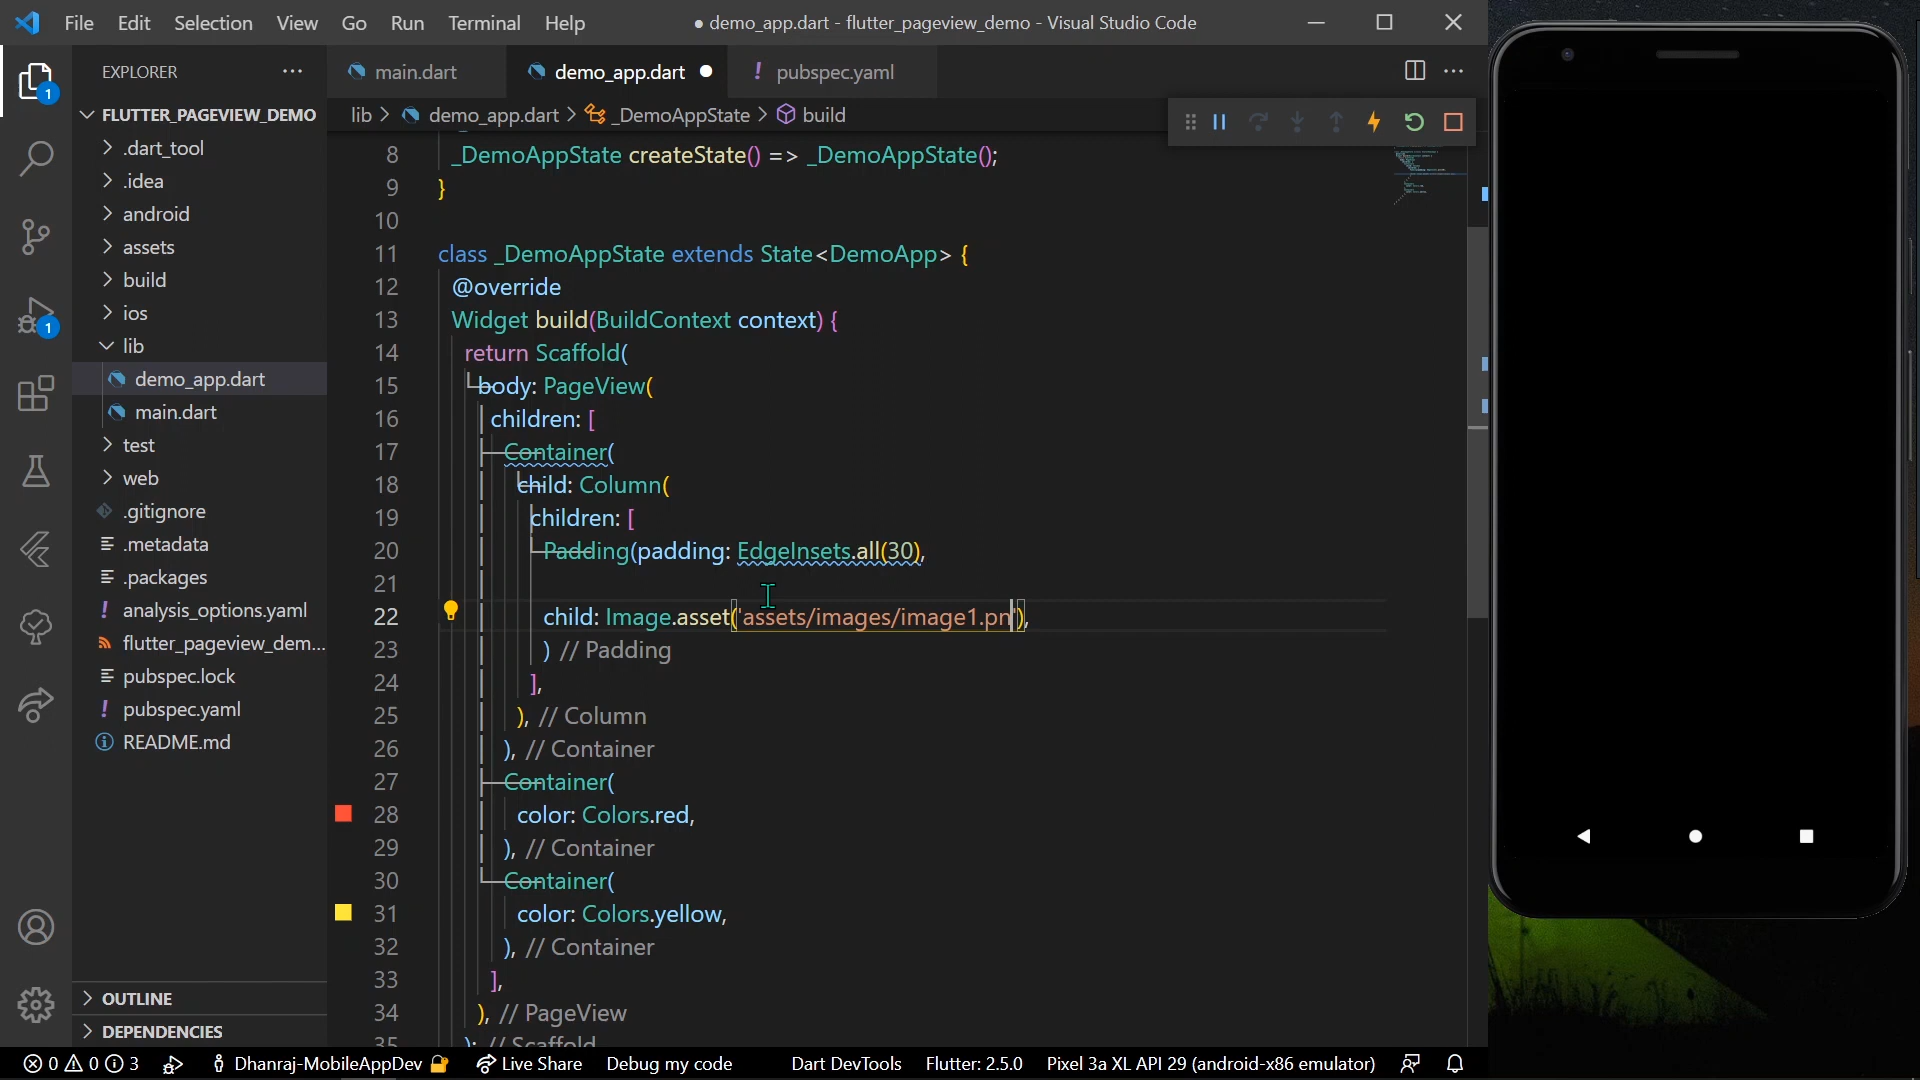 File Edit Selection View Go Run Terminal Help
● demo_app.dart - flutter_pageview_demo - Visual Studio Code
EXPLORER
main.dart
demo_app.dart
! pubspec.yaml
lib > demo_app.dart > _DemoAppState > build
FLUTTER_PAGEVIEW_DEMO
.dart_tool
.idea
android
assets
build
ios
lib
demo_app.dart
main.dart
test
web
.gitignore
.metadata
.packages
! analysis_options.yaml
flutter_pageview_dem...
pubspec.lock
! pubspec.yaml
README.md
OUTLINE
DEPENDENCIES
1
1
8 _DemoAppState createState() => _DemoAppState();
9 }
10
11 class _DemoAppState extends State<DemoApp> {
12 @override
13 Widget build(BuildContext context) {
14 return Scaffold(
15 body: PageView(
16 children: [
17 Container(
18 child: Column(
19 children: [
20 Padding(padding: EdgeInsets.all(30),
21
22 child: Image.asset('assets/images/image1.pn'),
23 ) // Padding
24 ],
25 ), // Column
26 ), // Container
27 Container(
28 color: Colors.red,
29 ), // Container
30 Container(
31 color: Colors.yellow,
32 ), // Container
33 ],
34 ), // PageView
35 ); // Scaffold
0 0 3 Dhanraj-MobileAppDev Live Share Debug my code Dart DevTools Flutter: 2.5.0 Pixel 3a XL API 29 (android-x86 emulator)